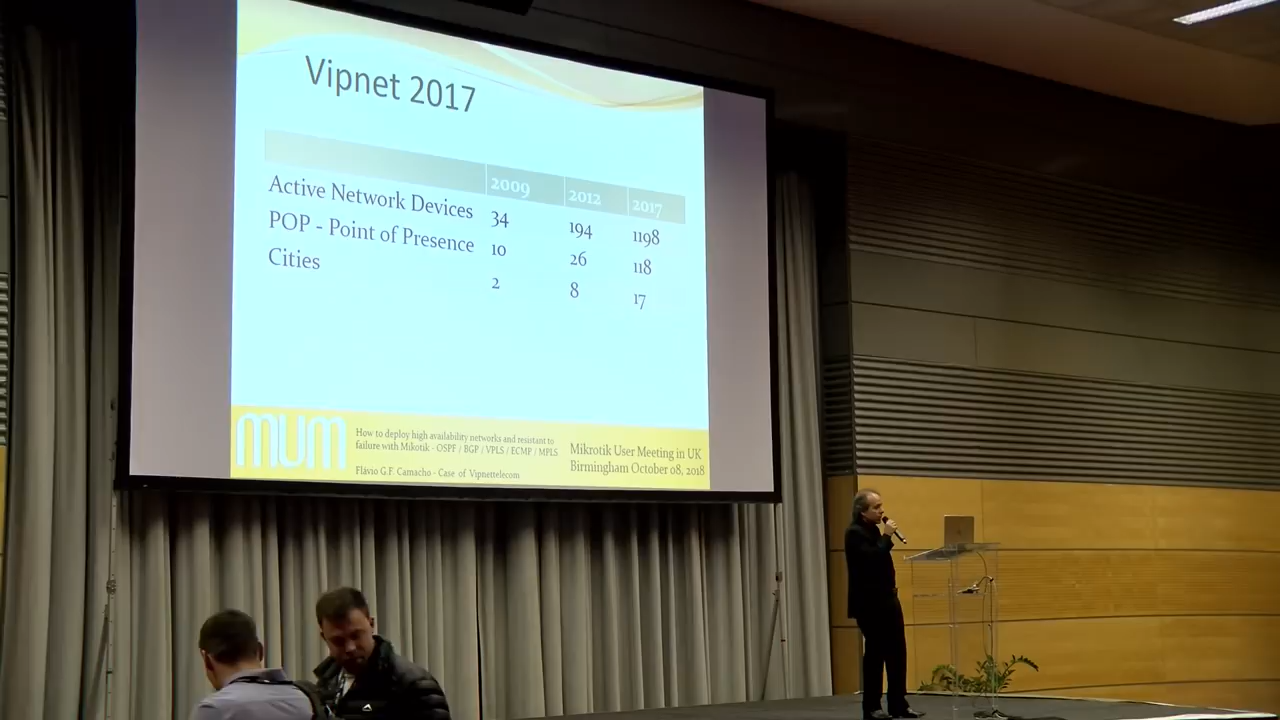 Vipnet 2017
2009 2012 2017
Active Network Devices 34 194 1198
POP - Point of Presence 10 26 118
Cities 2 8 17
mum
How to deploy high availability networks and resistant to
failure with Mikotik - OSPF / BGP / VPLS / ECMP / MPLS
Flávio G.F. Camacho - Case of Vipnettelecom
Mikrotik User Meeting in UK
Birmingham October 08, 2018